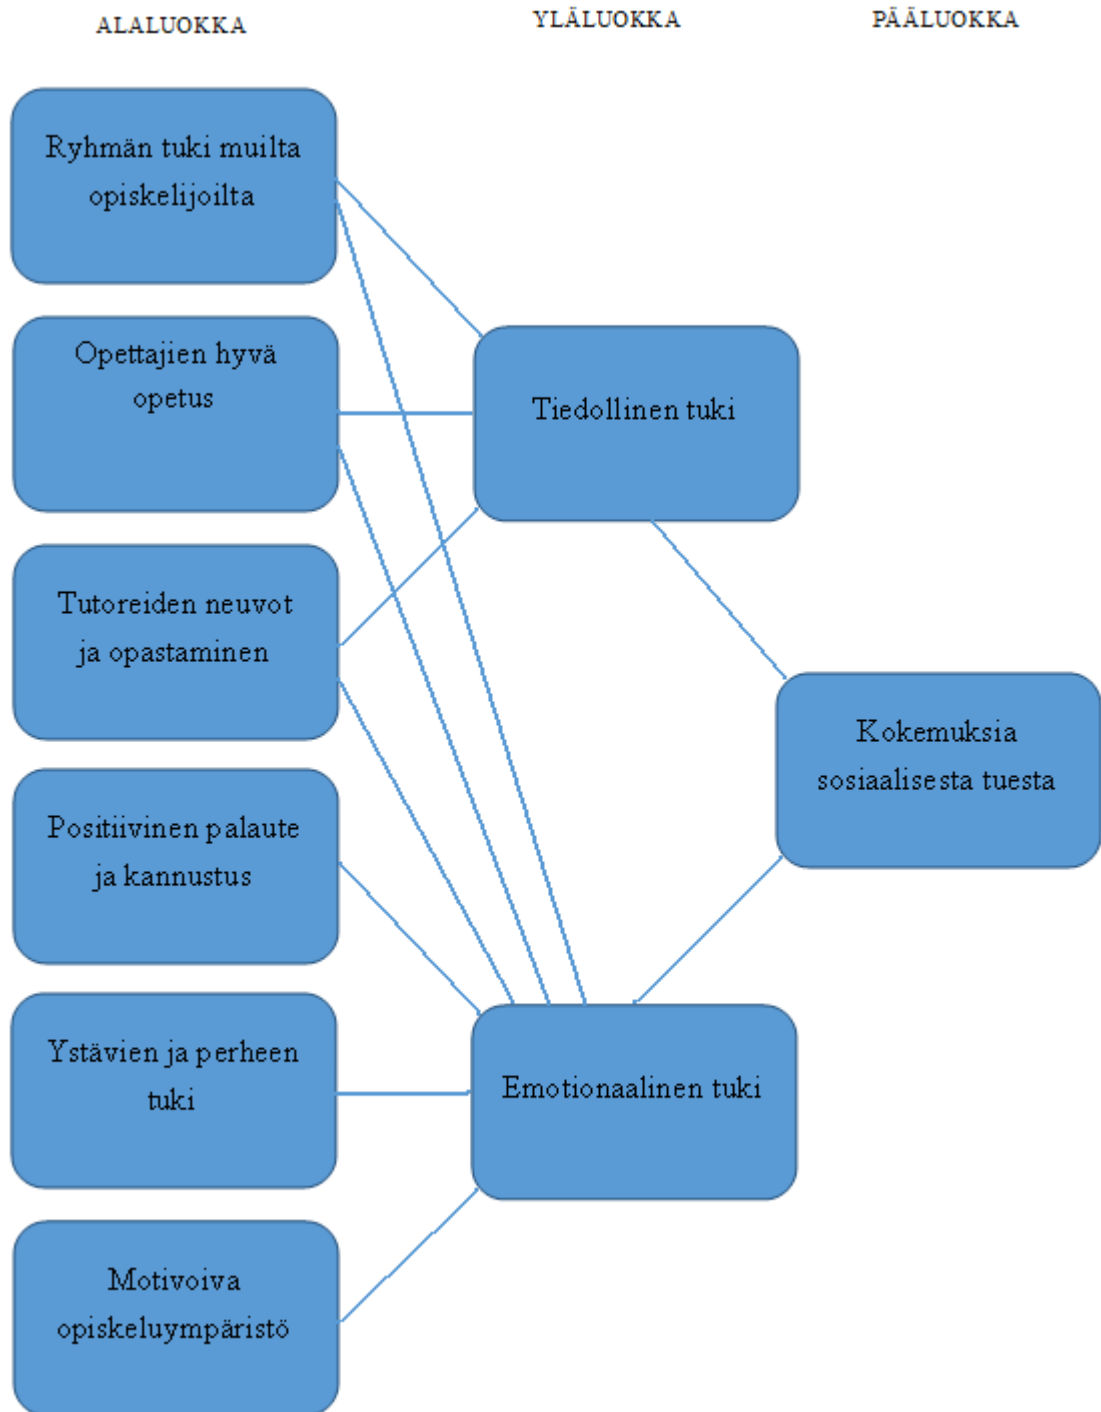 ALALUOKKA
YLÄLUOKKA
PÄÄLUOKKA
Ryhmän tuki muilta
opiskelijoilta
Opettajien hyvä
opetus
Tutoreiden neuvot
ja opastaminen
Positiivinen palaute
ja kannustus
Ystävien ja perheen
tuki
Motivoiva
opiskeluympäristö
Tiedollinen tuki
Emotionaalinen tuki
Kokemuksia
sosiaalisesta tuesta